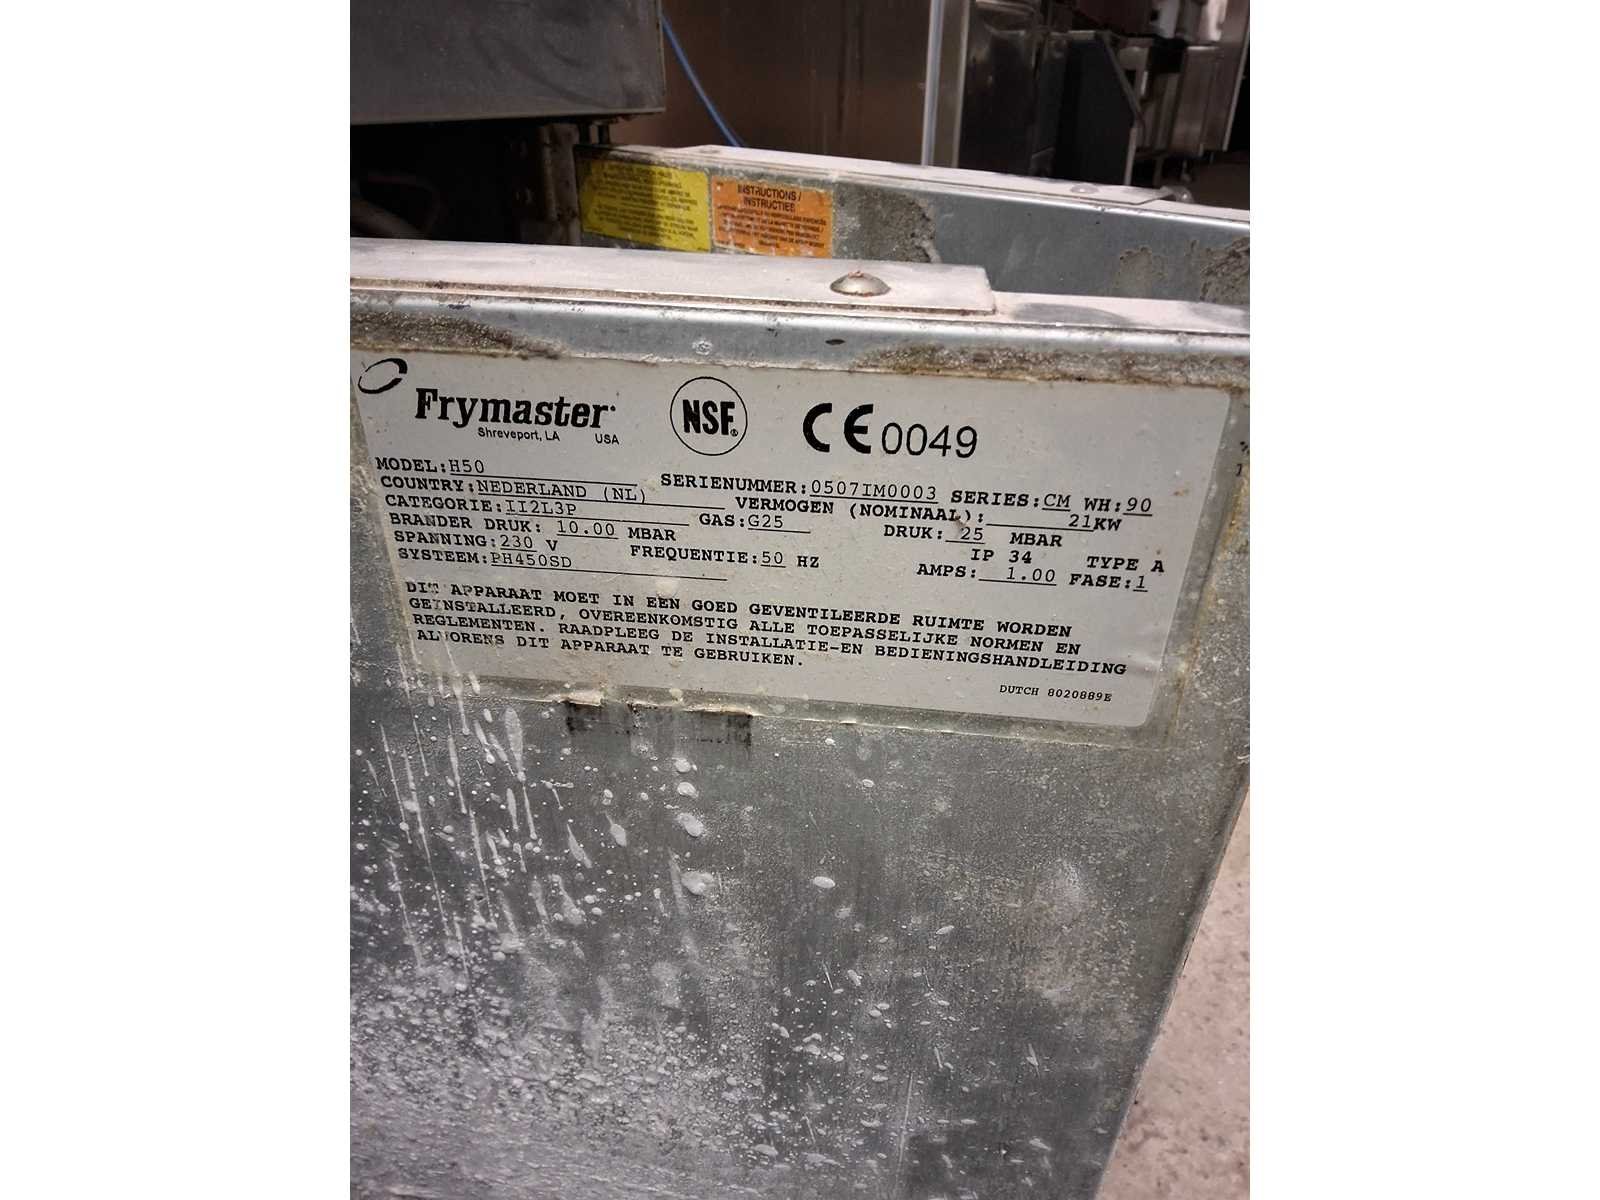 INSTRUCTIONS /
INSTRUCTIES
Frymaster
Shreveport, LA USA
NSF®
CE 0049
MODEL: H50 SERIENUMMER: 0507IM0003 SERIES: CM WH: 90
COUNTRY: NEDERLAND (NL) VERMOGEN (NOMINAAL): 21KW
CATEGORIE: II2L3P GAS: G25 DRUK: 25 MBAR
BRANDER DRUK: 10.00 MBAR IP 34 TYPE A
SPANNING: 230 V FREQUENTIE: 50 HZ AMPS: 1.00 FASE: 1
SYSTEEM: PH450SD
DIT APPARAAT MOET IN EEN GOED GEVENTILEERDE RUIMTE WORDEN
GEINSTALLEERD, OVEREENKOMSTIG ALLE TOEPASSELIJKE NORMEN EN
REGLEMENTEN. RAADPLEEG DE INSTALLATIE-EN BEDIENINGSHANDLEIDING
ALVORENS DIT APPARAAT TE GEBRUIKEN.
DUTCH 8020889E